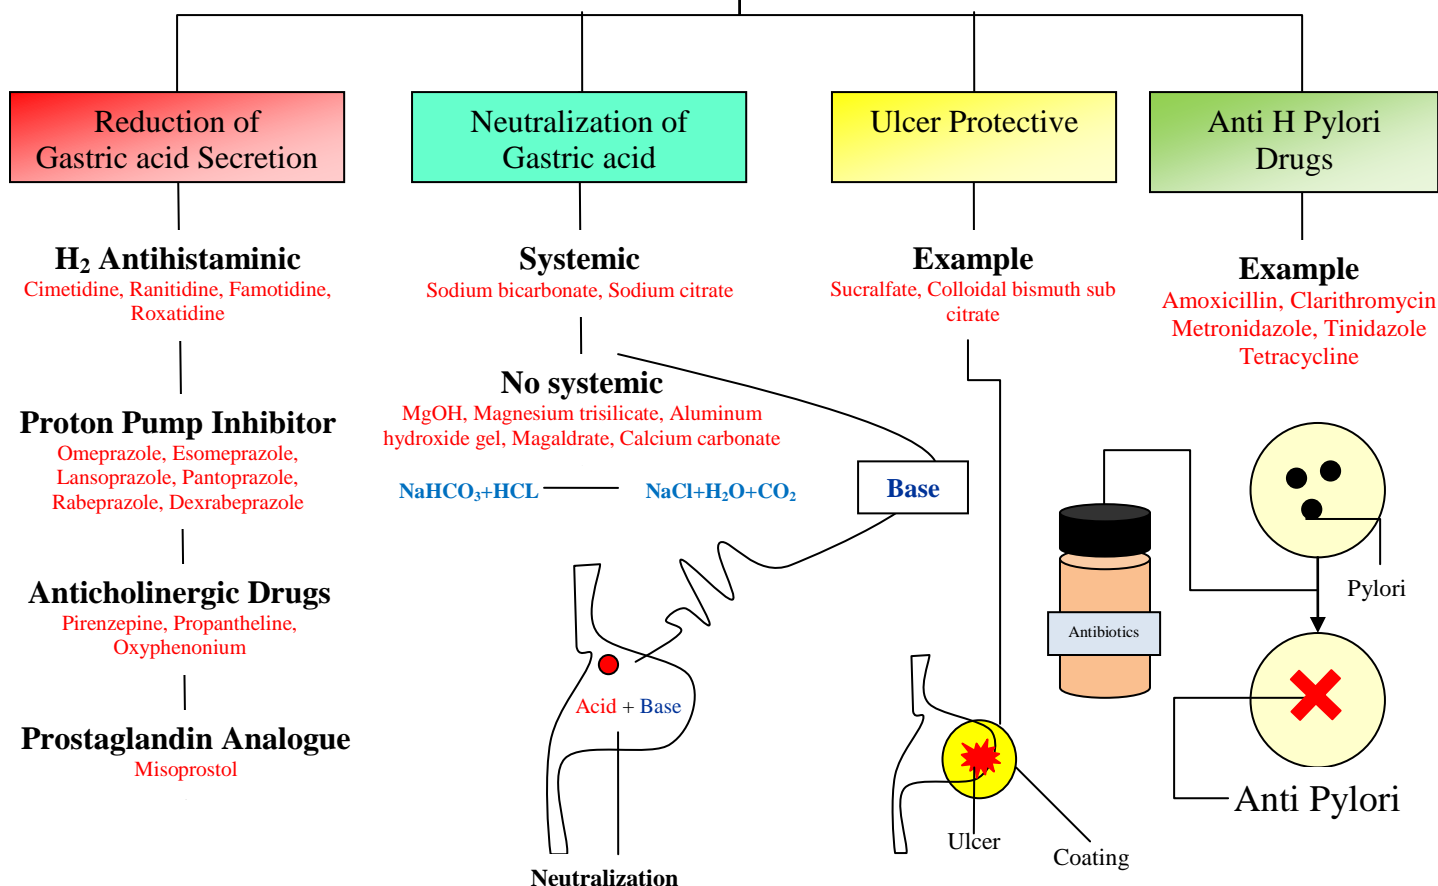 Reduction of
Gastric acid Secretion
H₂ Antihistaminic
Cimetidine, Ranitidine, Famotidine,
Roxatidine
Proton Pump Inhibitor
Omeprazole, Esomeprazole,
Lansoprazole, Pantoprazole,
Rabeprazole, Dexrabeprazole
Anticholinergic Drugs
Pirenzepine, Propantheline,
Oxyphenonium
Prostaglandin Analogue
Misoprostol
Neutralization of
Gastric acid
Systemic
Sodium bicarbonate, Sodium citrate
No systemic
MgOH, Magnesium trisilicate, Aluminum
hydroxide gel, Magaldrate, Calcium carbonate
NaHCO₃+HCL NaCl+H₂O+CO₂
Base
Acid + Base
Neutralization
Ulcer Protective
Example
Sucralfate, Colloidal bismuth sub
citrate
Ulcer
Coating
Anti H Pylori
Drugs
Example
Amoxicillin, Clarithromycin
Metronidazole, Tinidazole
Tetracycline
Pylori
Antibiotics
Anti Pylori